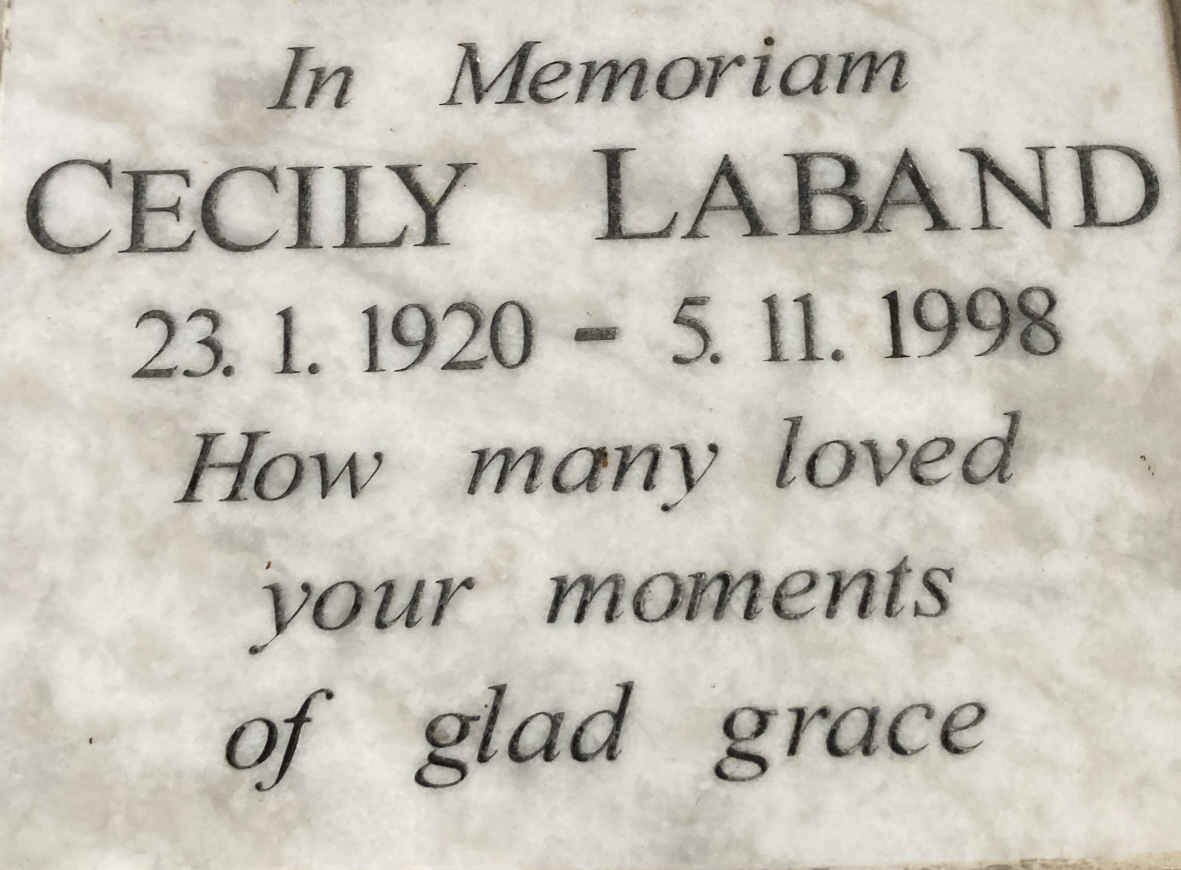 In Memoriam
CECILY LABAND
23. 1. 1920 - 5. 11. 1998
How many loved
your moments
of glad grace